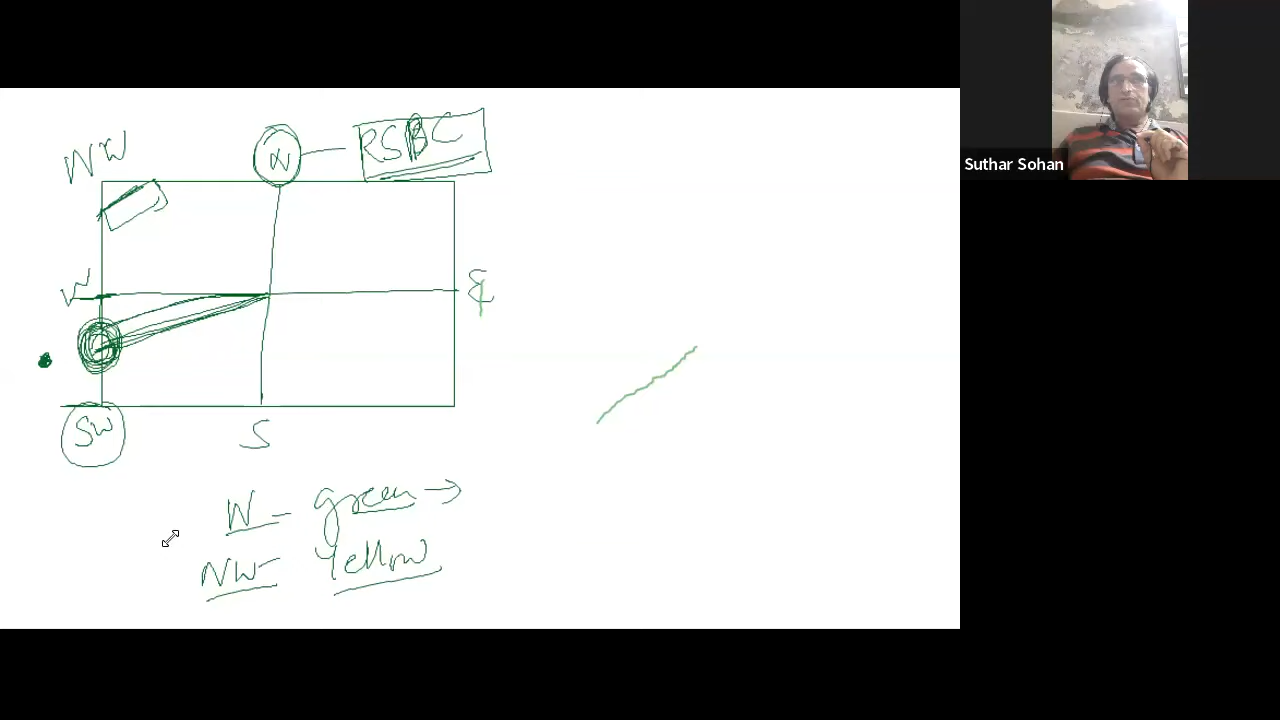 NW
N
RSBC
W
E
SW
S
W - green →
NW - Yellow
Suthar Sohan